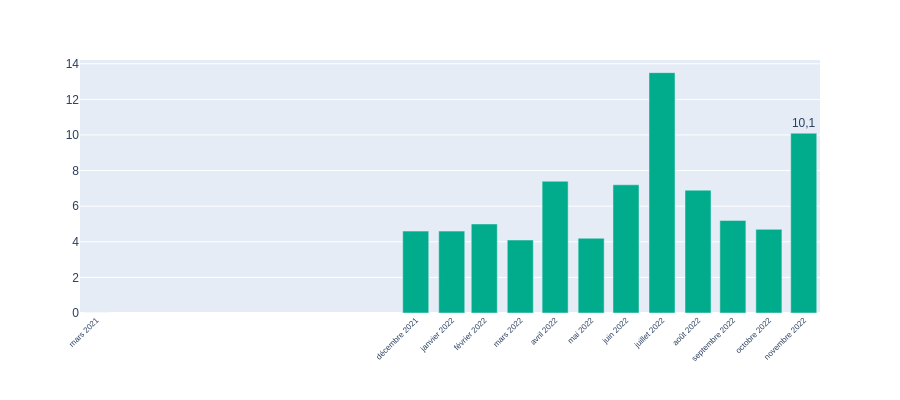 14
12
10
8
6
4
2
0
10,1
mars 2021
décembre 2021
janvier 2022
février 2022
mars 2022
avril 2022
mai 2022
juin 2022
juillet 2022
août 2022
septembre 2022
octobre 2022
novembre 2022